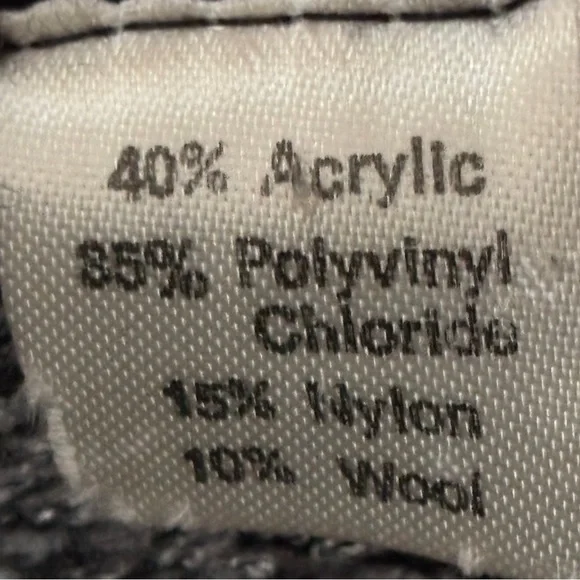 40% Acrylic
35% Polyvinyl
Chloride
15% Nylon
10% Wool